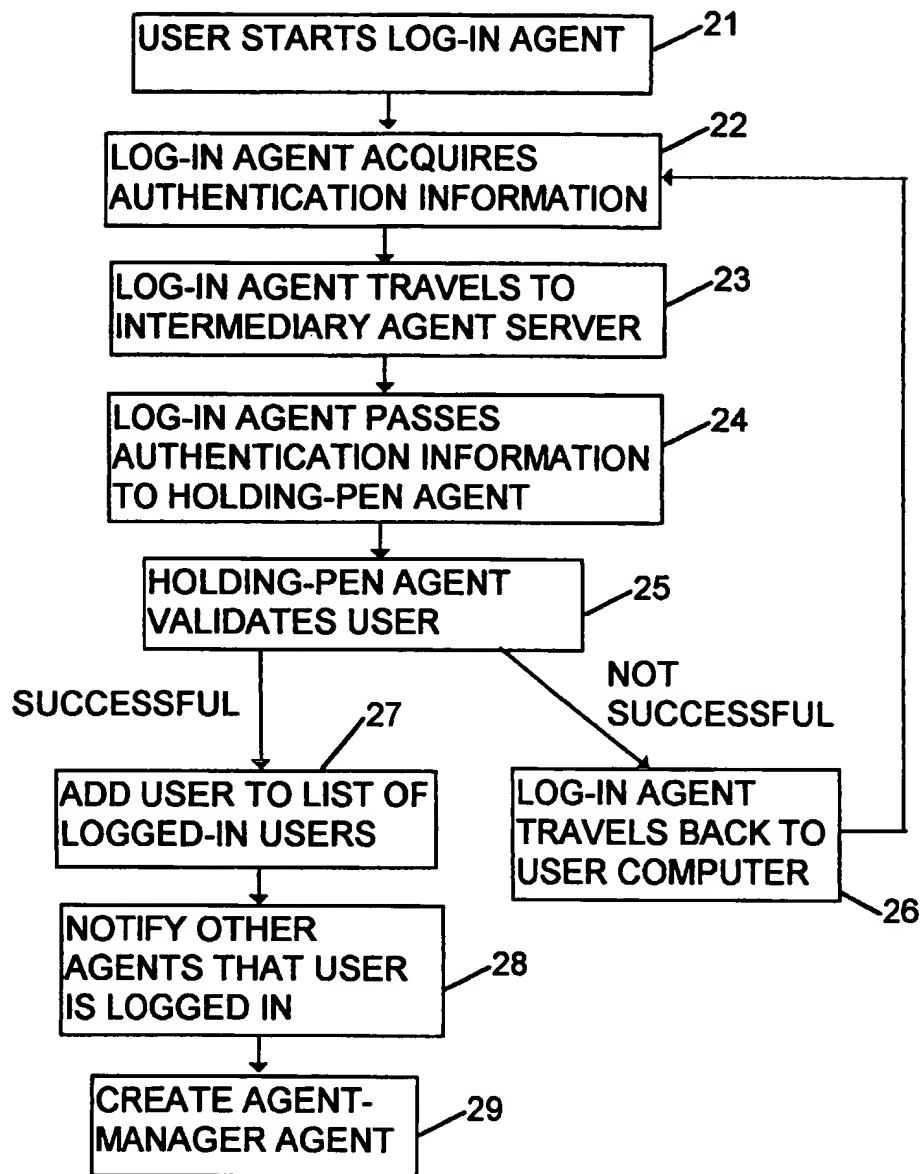 USER STARTS LOG-IN AGENT
21
22
LOG-IN AGENT ACQUIRES
AUTHENTICATION INFORMATION
LOG-IN AGENT TRAVELS TO
INTERMEDIARY AGENT SERVER
23
LOG-IN AGENT PASSES
AUTHENTICATION INFORMATION
TO HOLDING-PEN AGENT
24
HOLDING-PEN AGENT
VALIDATES USER
25
SUCCESSFUL
NOT
SUCCESSFUL
27
ADD USER TO LIST OF
LOGGED-IN USERS
LOG-IN AGENT
TRAVELS BACK TO
USER COMPUTER
26
NOTIFY OTHER
AGENTS THAT USER
IS LOGGED IN
28
CREATE AGENT-
MANAGER AGENT
29